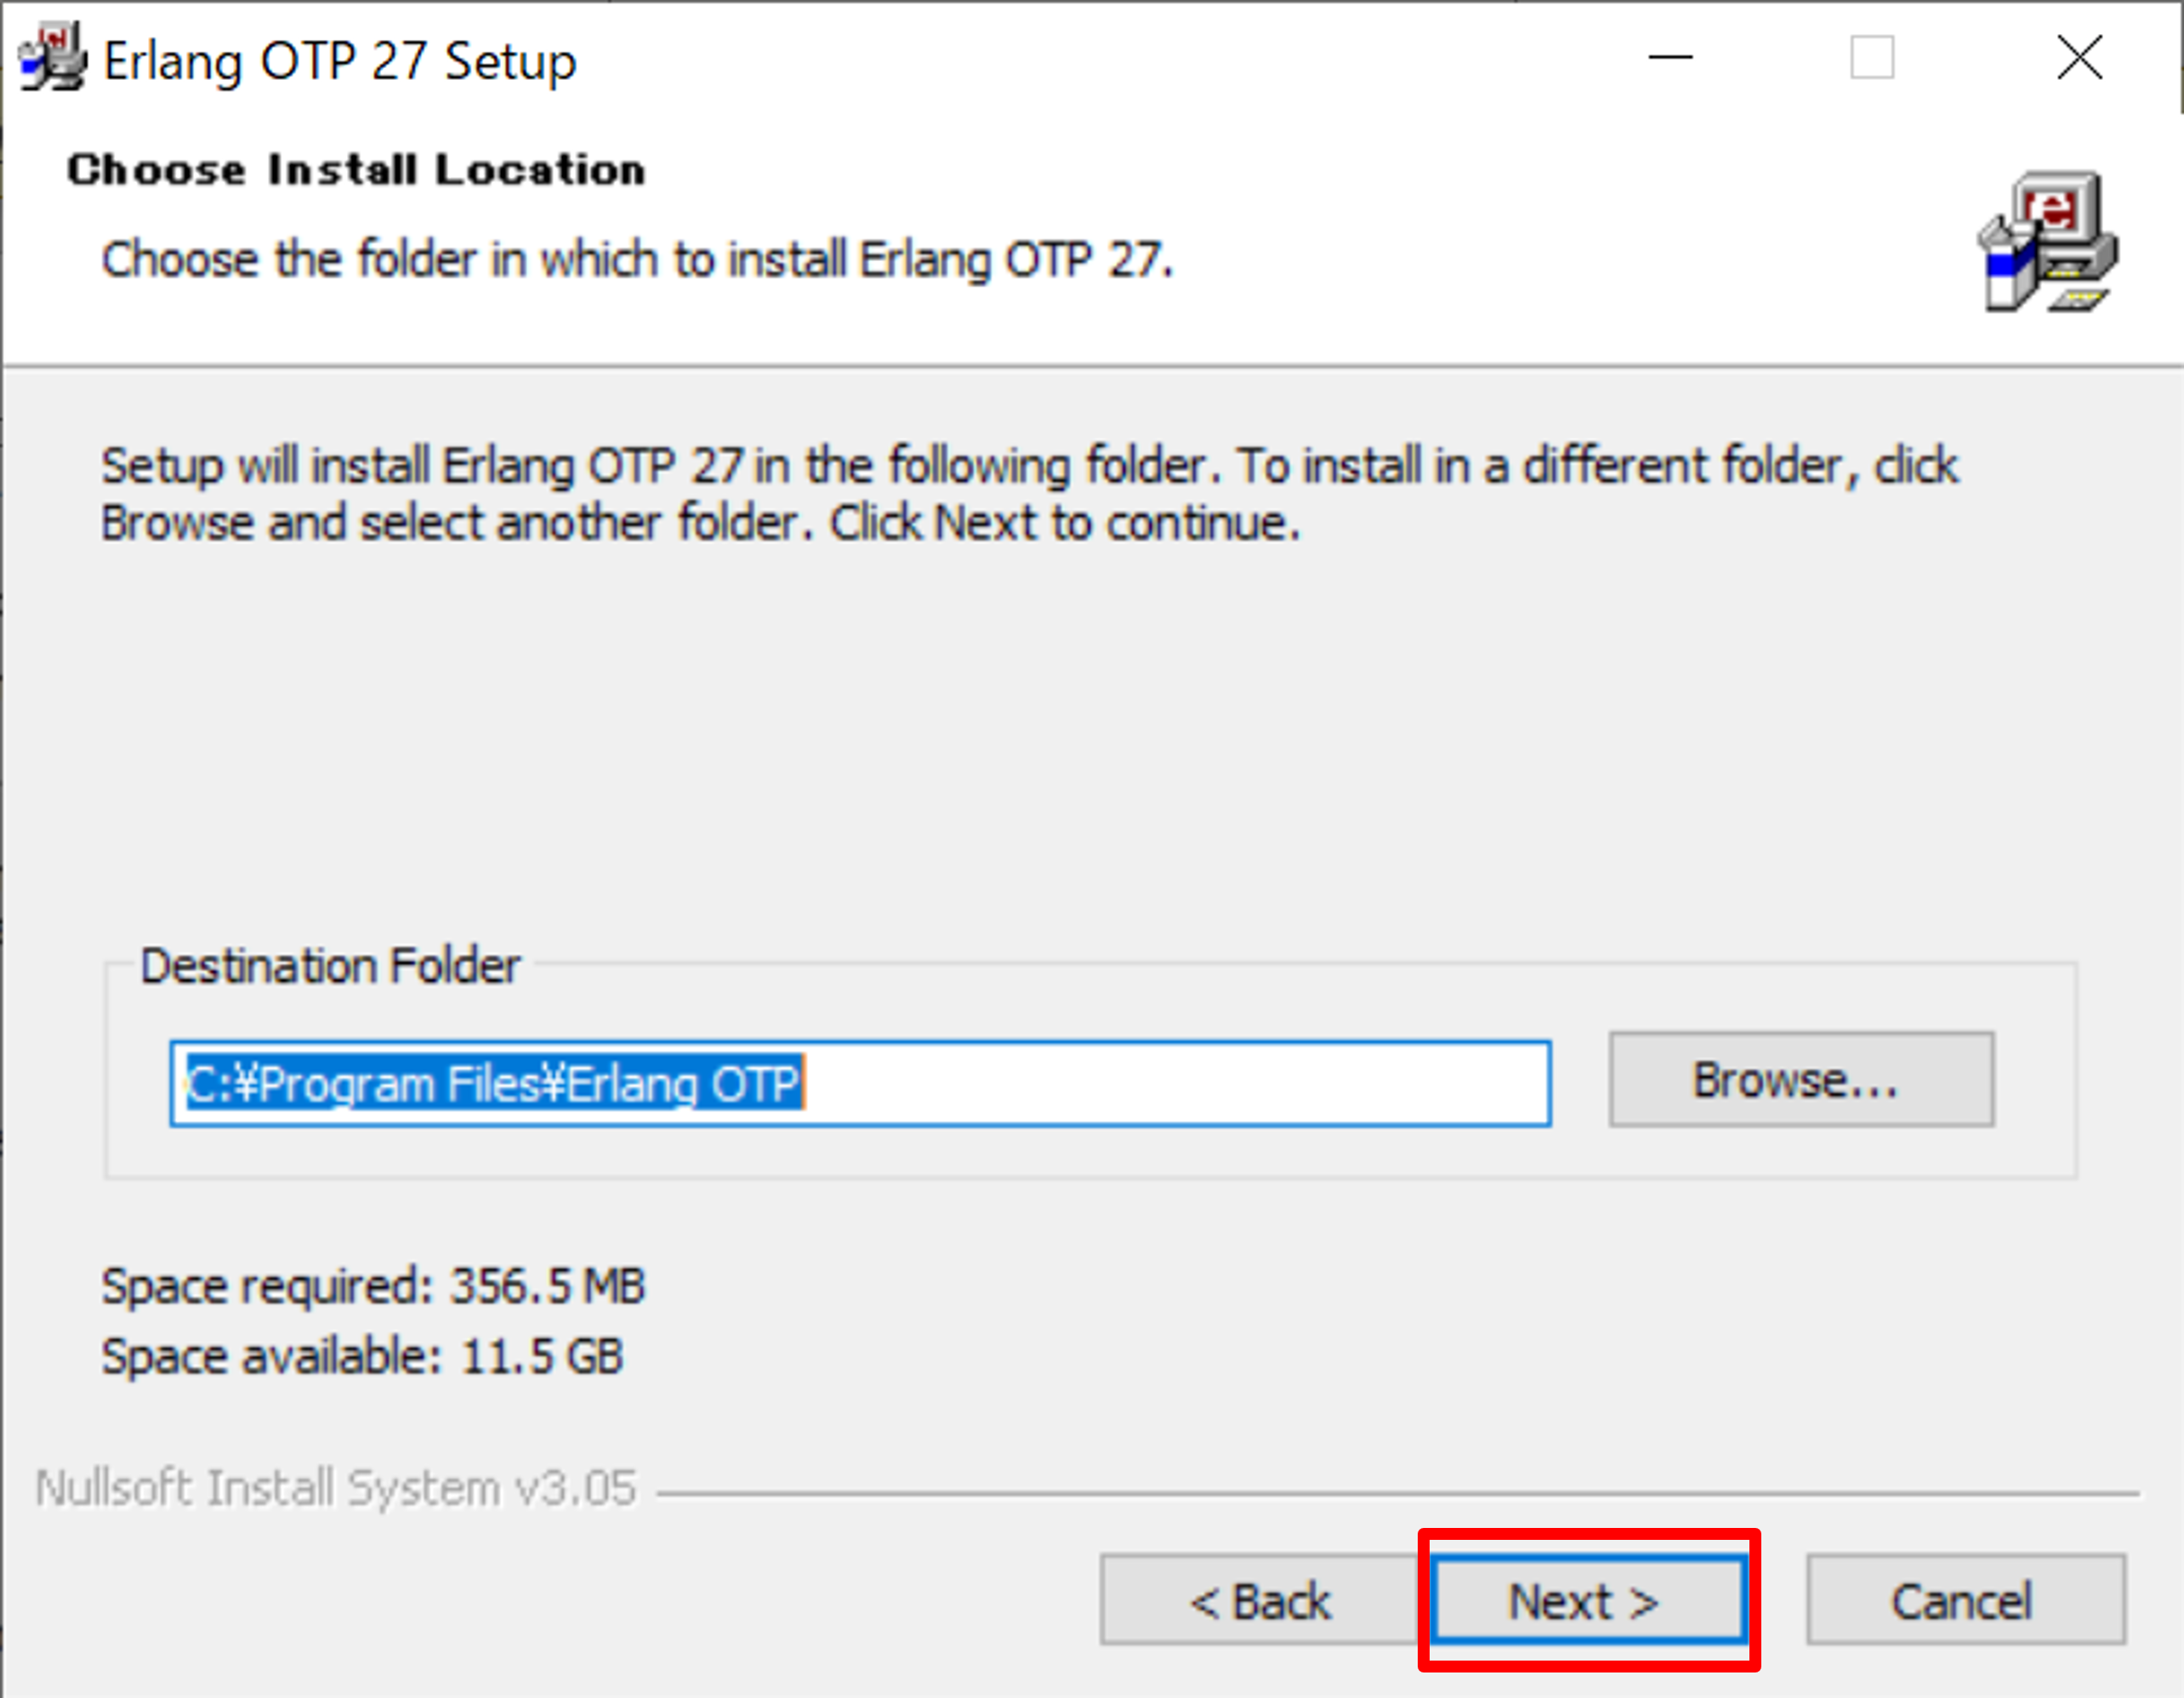 Erlang OTP 27 Setup
Choose Install Location
Choose the folder in which to install Erlang OTP 27.
Setup will install Erlang OTP 27 in the following folder. To install in a different folder, click
Browse and select another folder. Click Next to continue.
Destination Folder
C:¥Program Files¥Erlang OTP
Browse...
Space required: 356.5 MB
Space available: 11.5 GB
Nullsoft Install System v3.05
< Back
Next >
Cancel